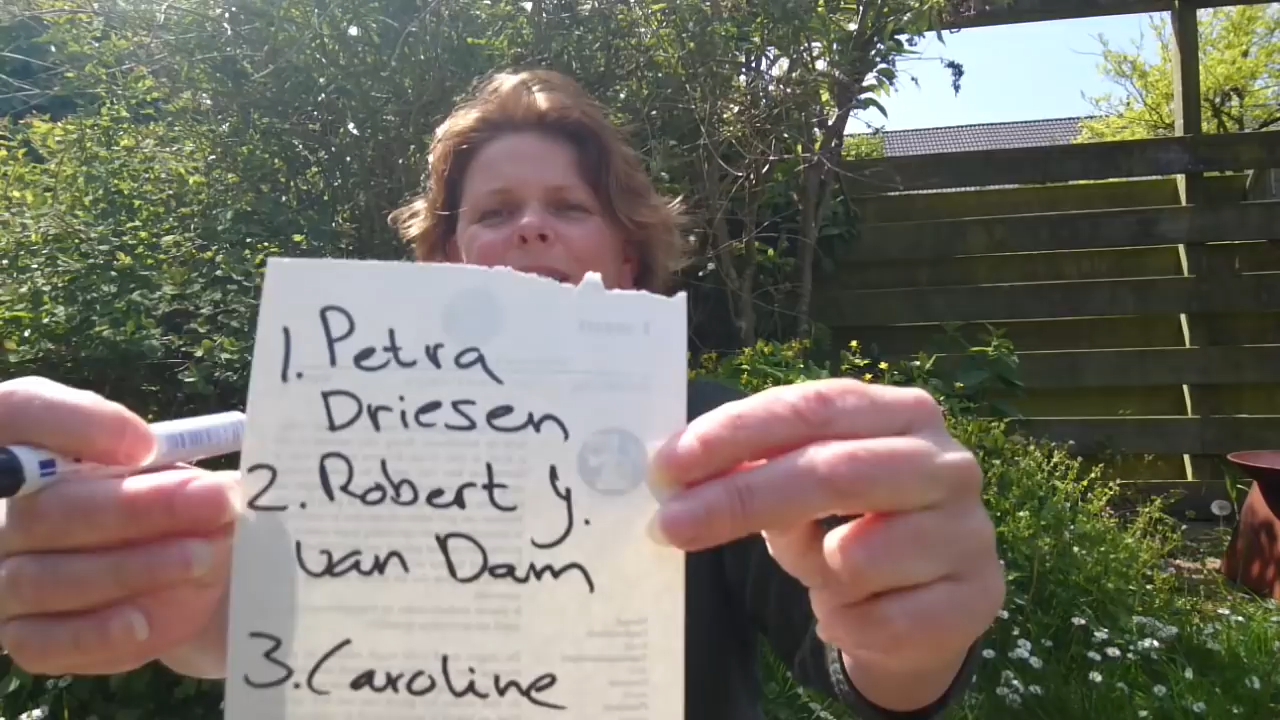 1. Petra
Driesen
2. Robert y.
van Dam
3. Caroline